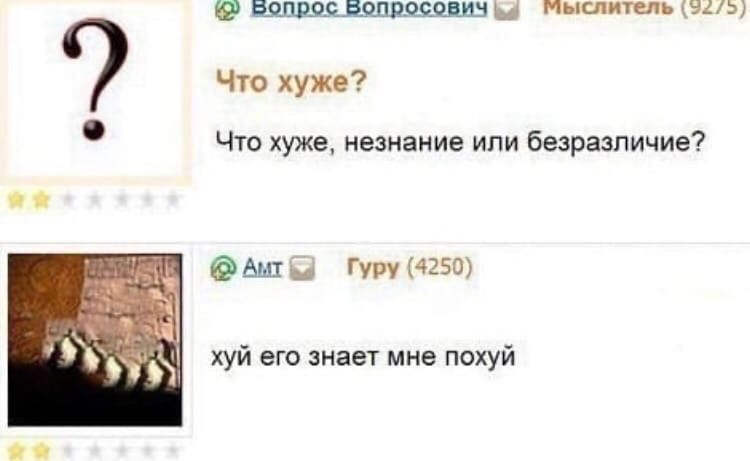 Вопрос Вопросович Мыслитель (9275)
Что хуже?
Что хуже, незнание или безразличие?
Амт Гуру (4250)
хуй его знает мне похуй